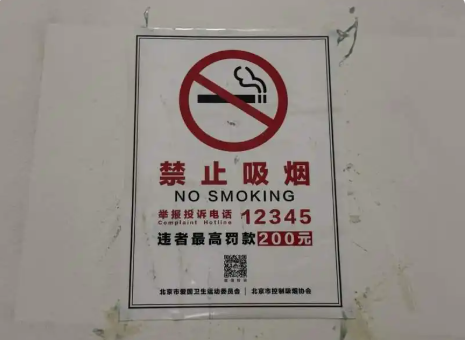 禁止吸烟
NO SMOKING
举报投诉电话 12345
Complaint Hotline
违者最高罚款200元
北京市爱国卫生运动委员会 | 北京市控制吸烟协会